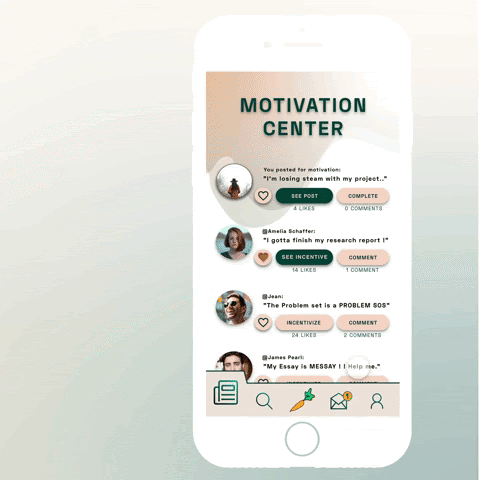 MOTIVATION
CENTER
You posted for motivation:
"I'm losing steam with my project.."
SEE POST
COMPLETE
4 LIKES
0 COMMENTS
@Amelia Schaffer:
"I gotta finish my research report !"
SEE INCENTIVE
COMMENT
14 LIKES
1 COMMENT
@Jean:
"The Problem set is a PROBLEM SOS"
INCENTIVIZE
COMMENT
24 LIKES
2 COMMENTS
@James Pearl:
"My Essay is MESSAY ! ! Help me."
1